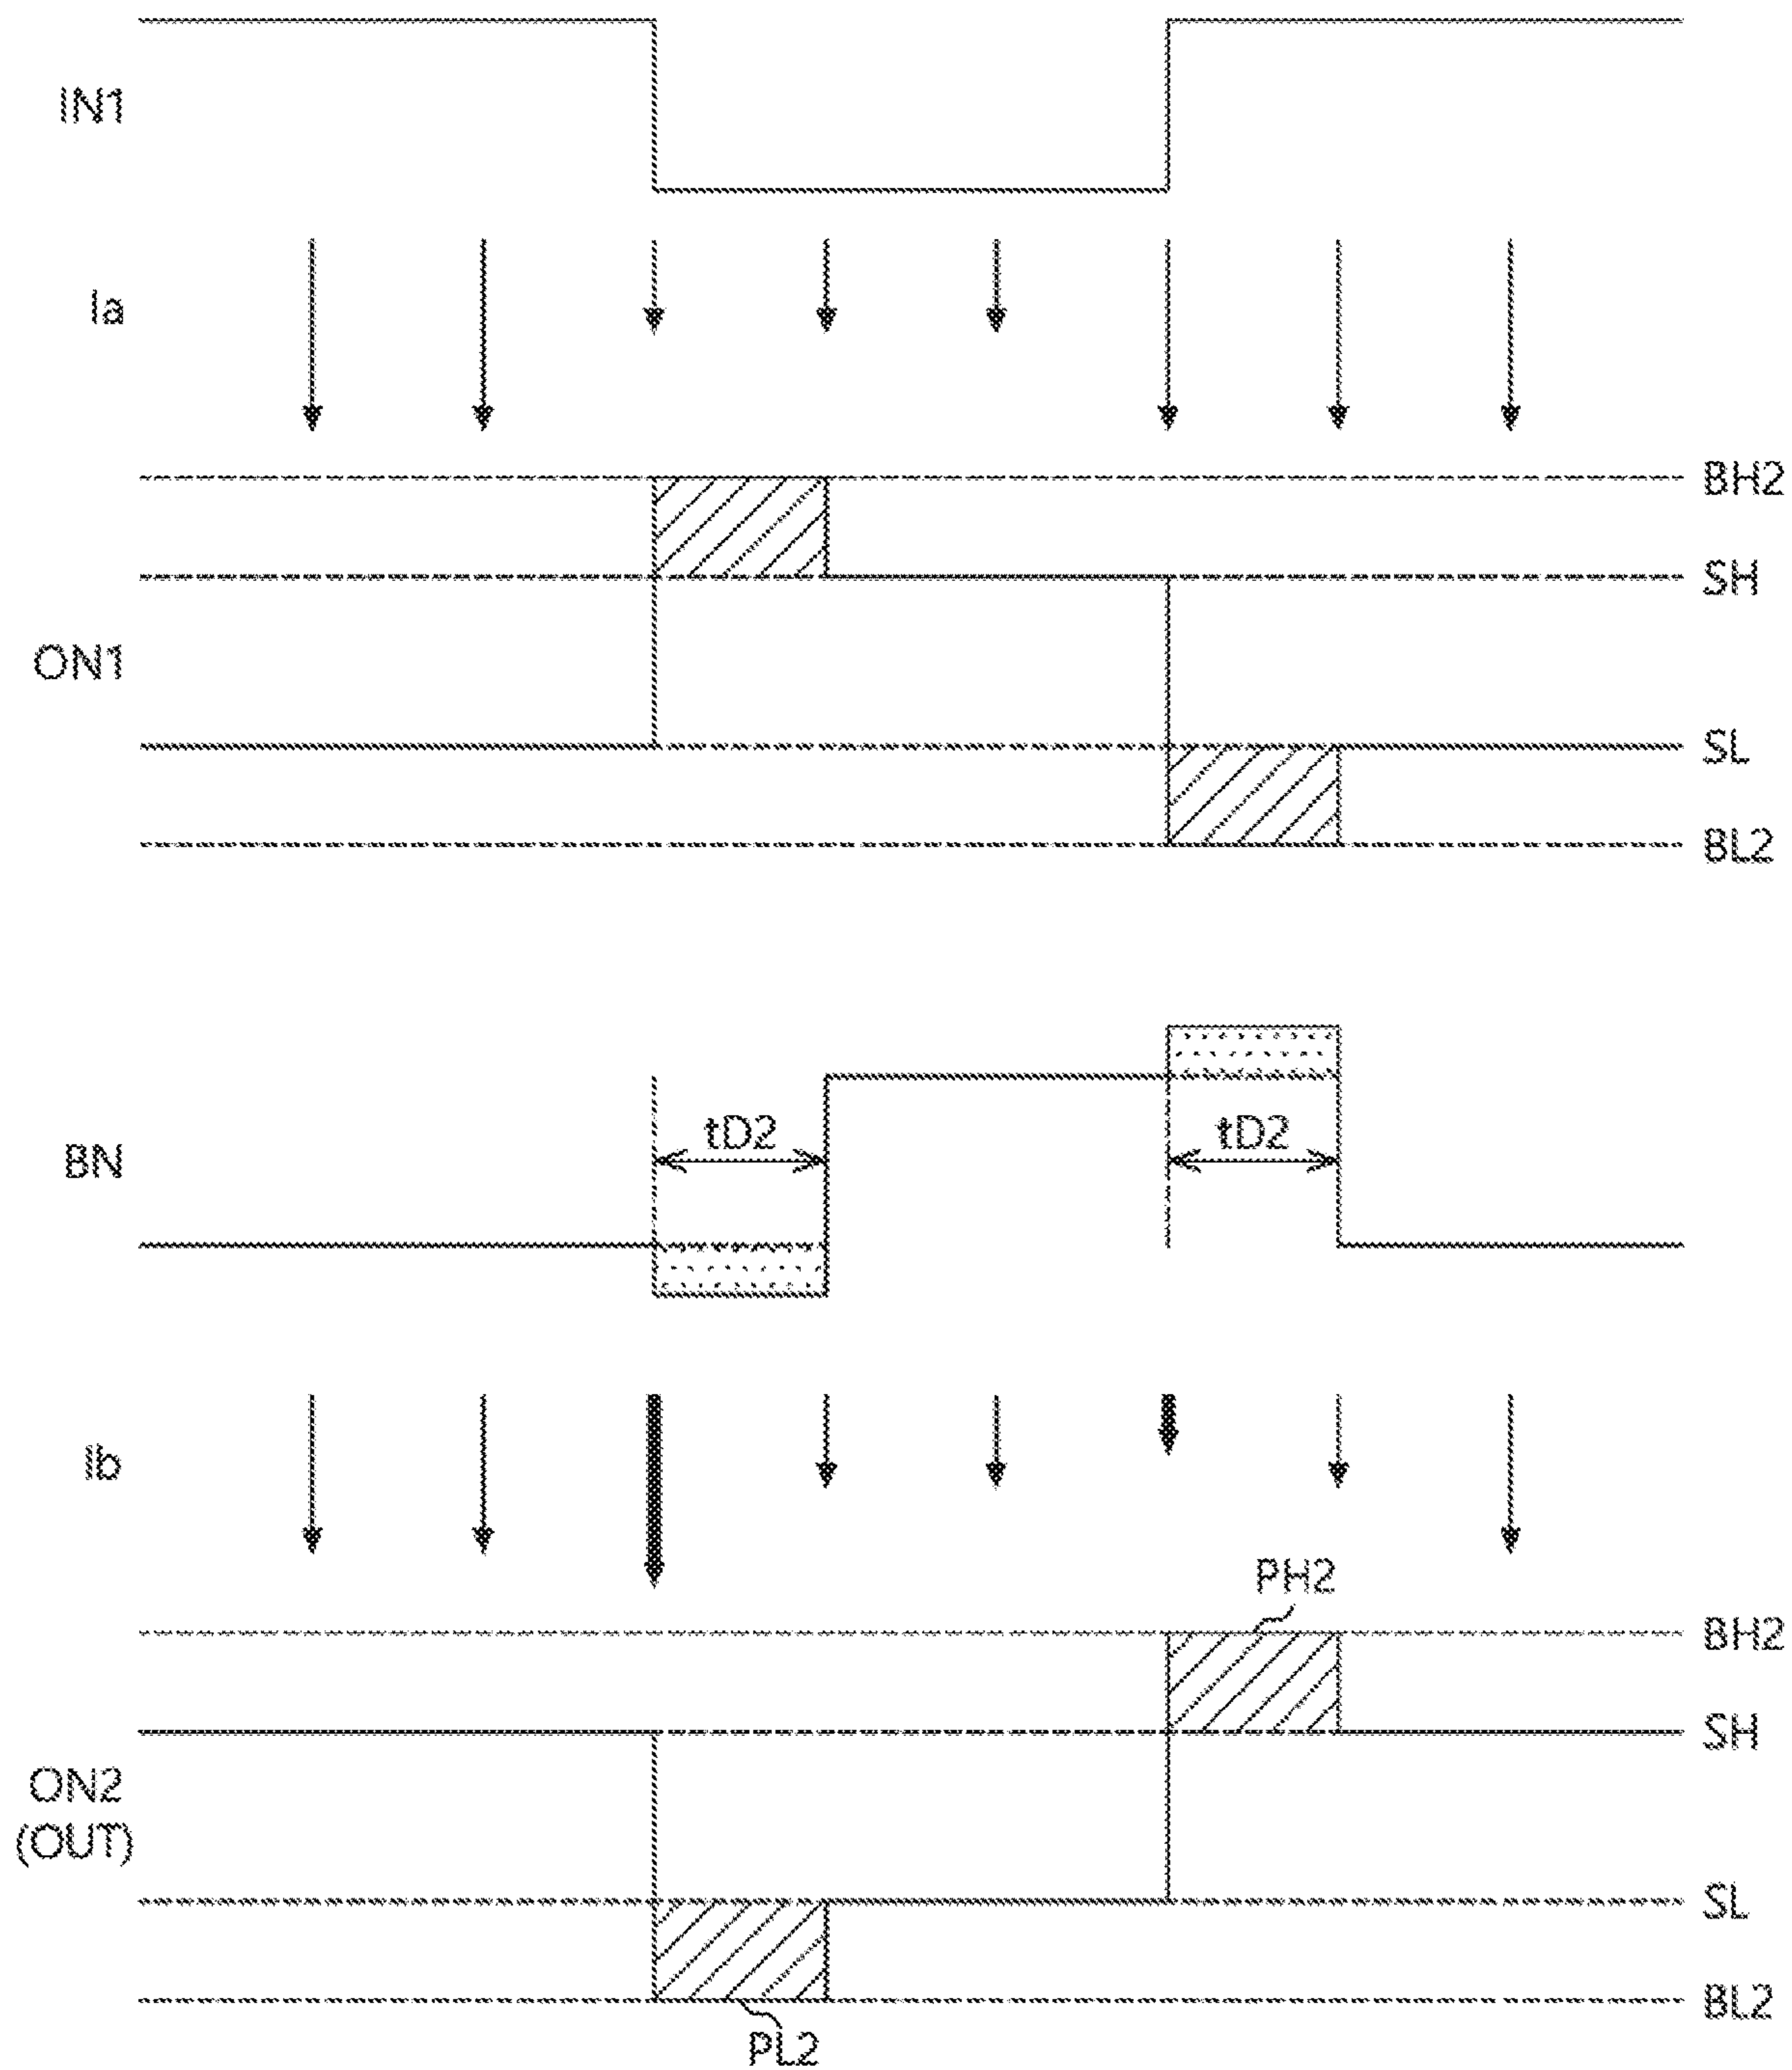 IN1
Ia
BH2
SH
ON1
SL
BL2
tD2
tD2
BN
Ib
PH2
BH2
SH
ON2
(OUT)
SL
BL2
PL2